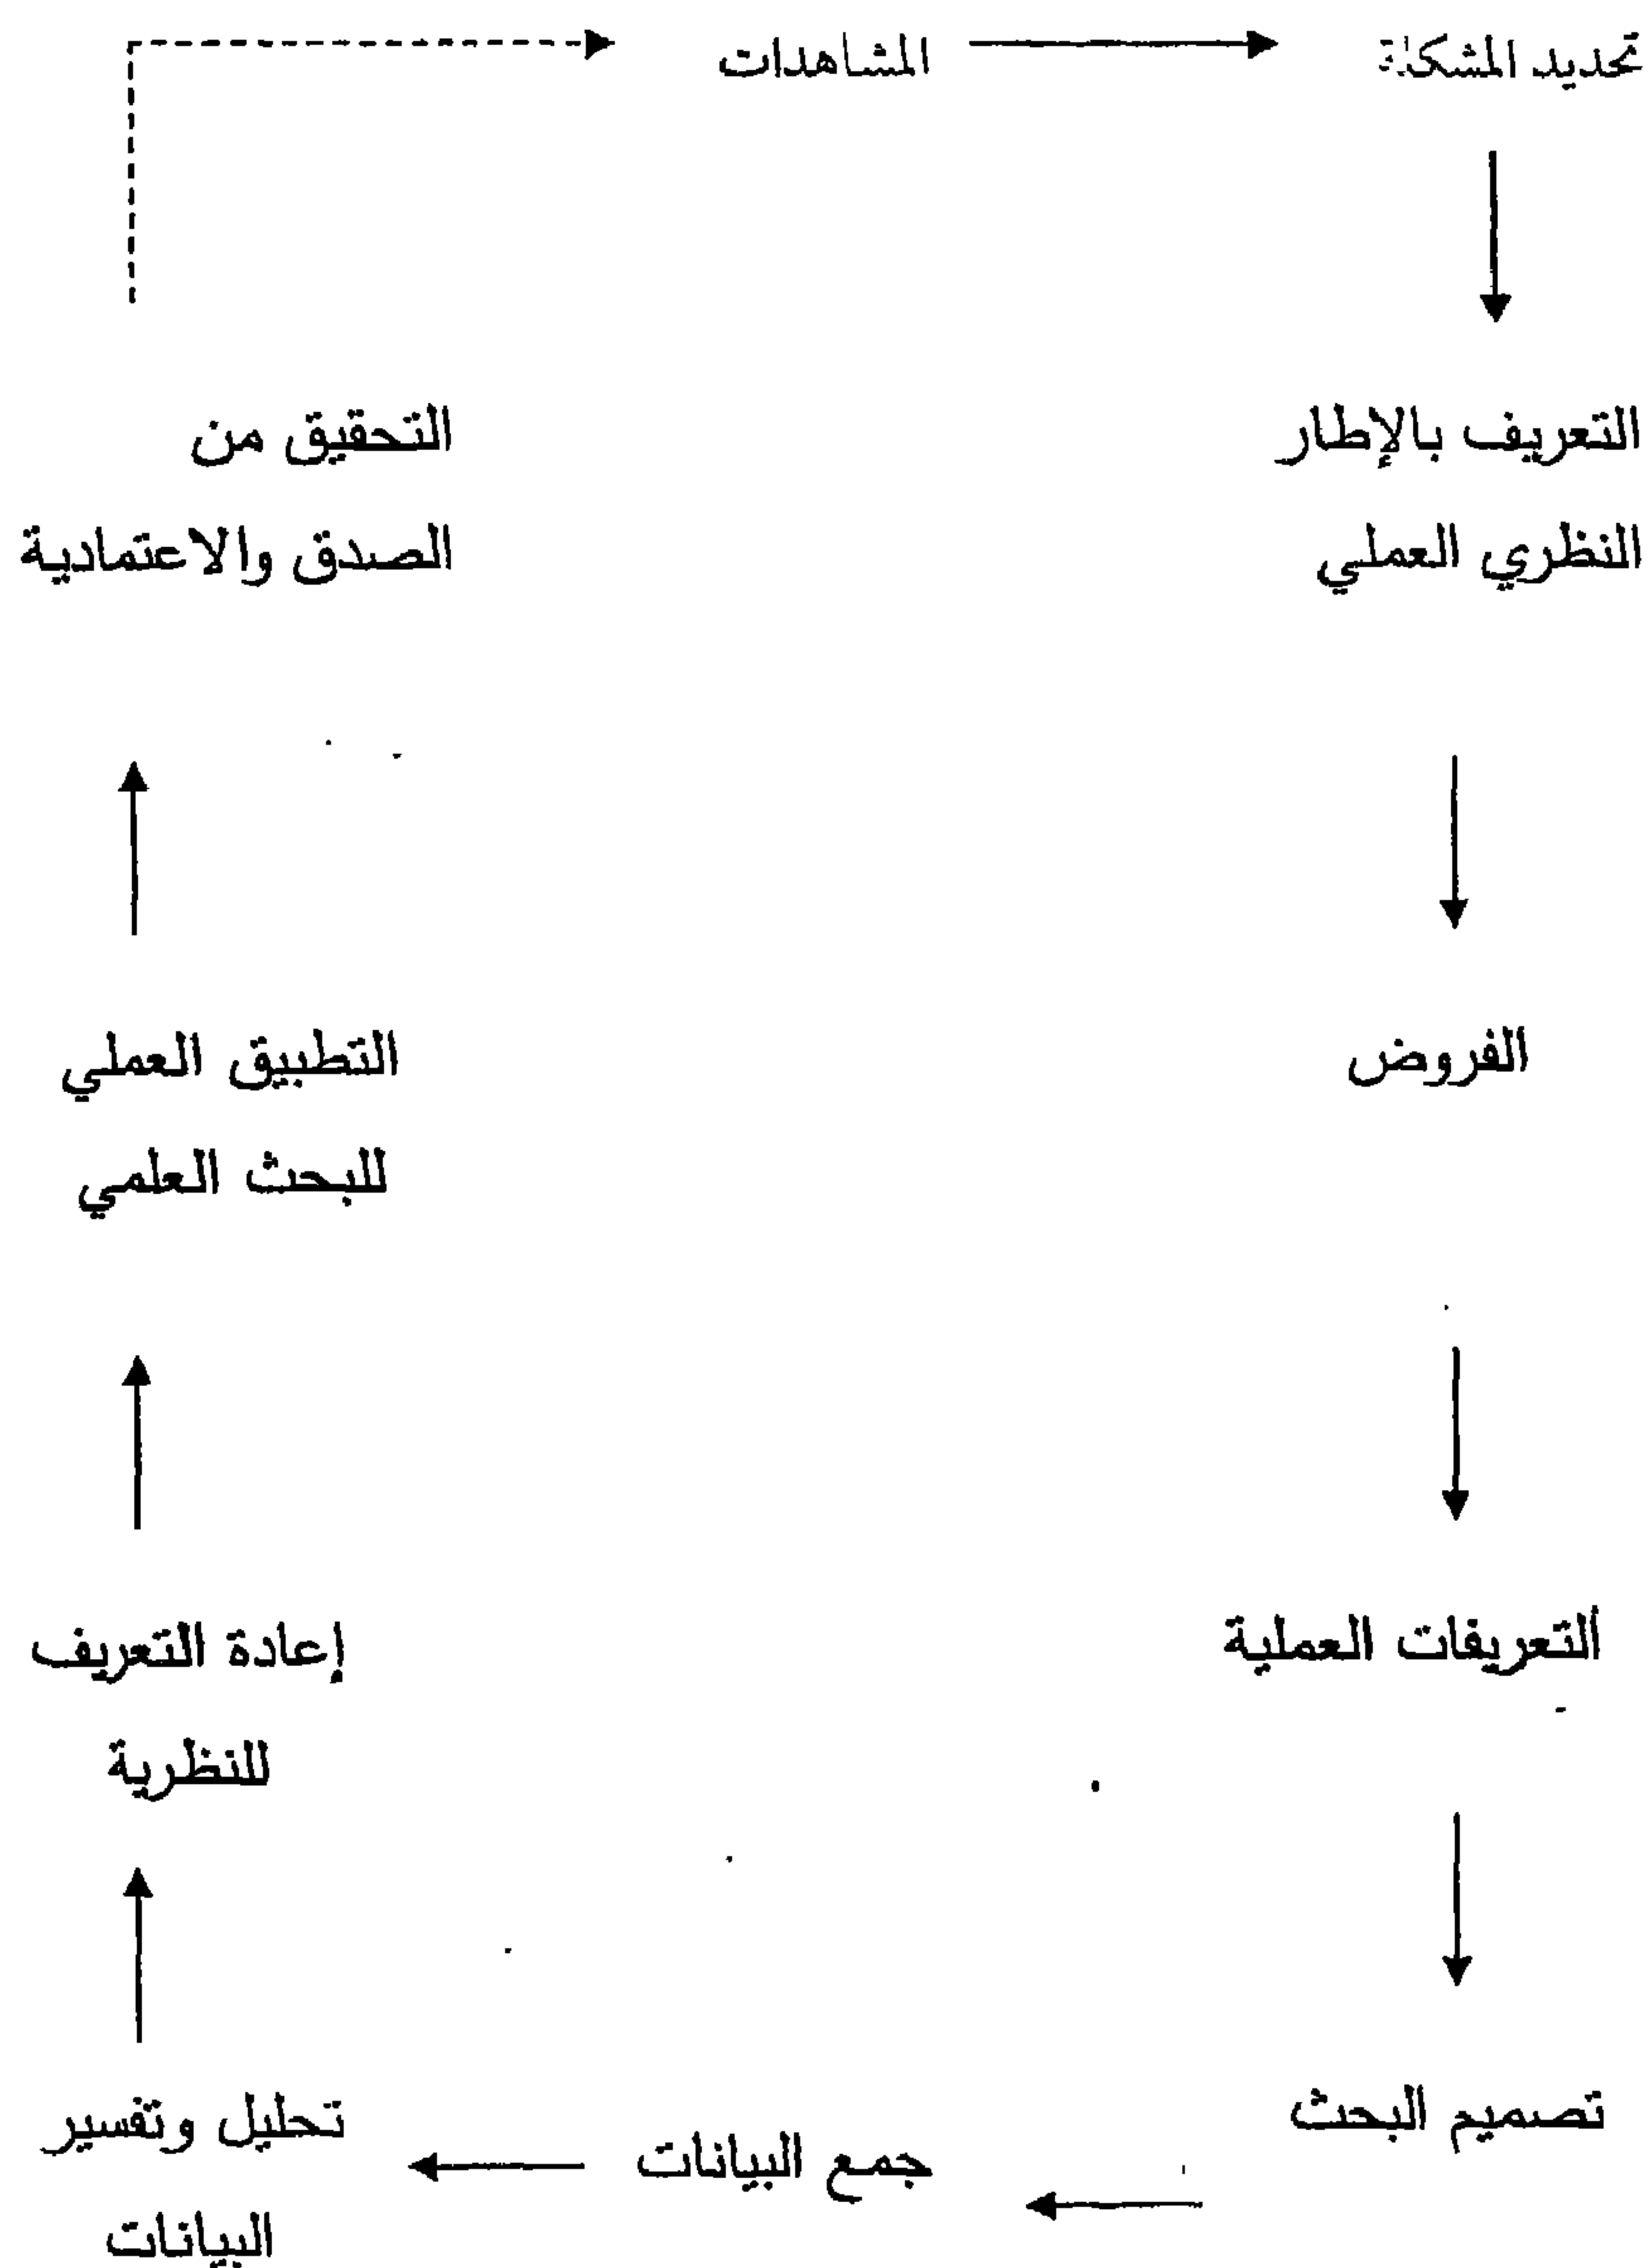 تحديد المشكلة
المشاهدات
التعريف بالإطار
النظري العملي
التحقيق من
الصدق والاعتمادية
الفروض
التطبيق العملي
للبحث العلمي
التعريفات العملية
إعادة التعريف
للنظرية
تصميم البحث
جمع البيانات
تحليل وتفسير
البيانات